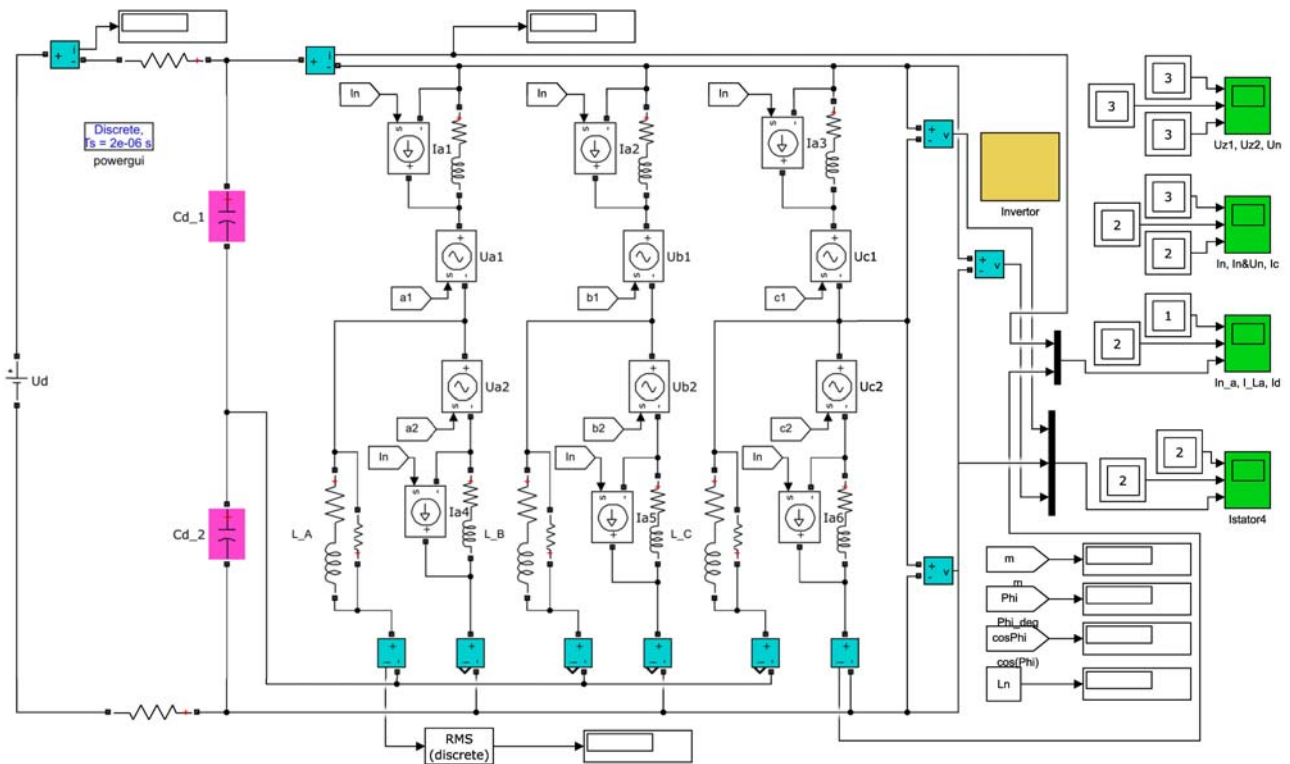 i
+
-
i
+
-
Discrete,
Ts = 2e-06 s
powergui
Cd_1
Cd_2
Ud
In
Ia1
In
Ia2
In
Ia3
Ua1
Ub1
Uc1
a1
b1
c1
Ua2
Ub2
Uc2
a2
b2
c2
In
Ia4
In
Ia5
In
Ia6
L_A
L_B
L_C
+
-
v
+
-
v
+
-
v
Invertor
3
3
3
Uz1, Uz2, Un
3
2
2
In, In&Un, Ic
1
2
In_a, I_La, Id
2
2
Istator4
m
m
Phi
Phi_deg
cosPhi
cos(Phi)
Ln
RMS
(discrete)